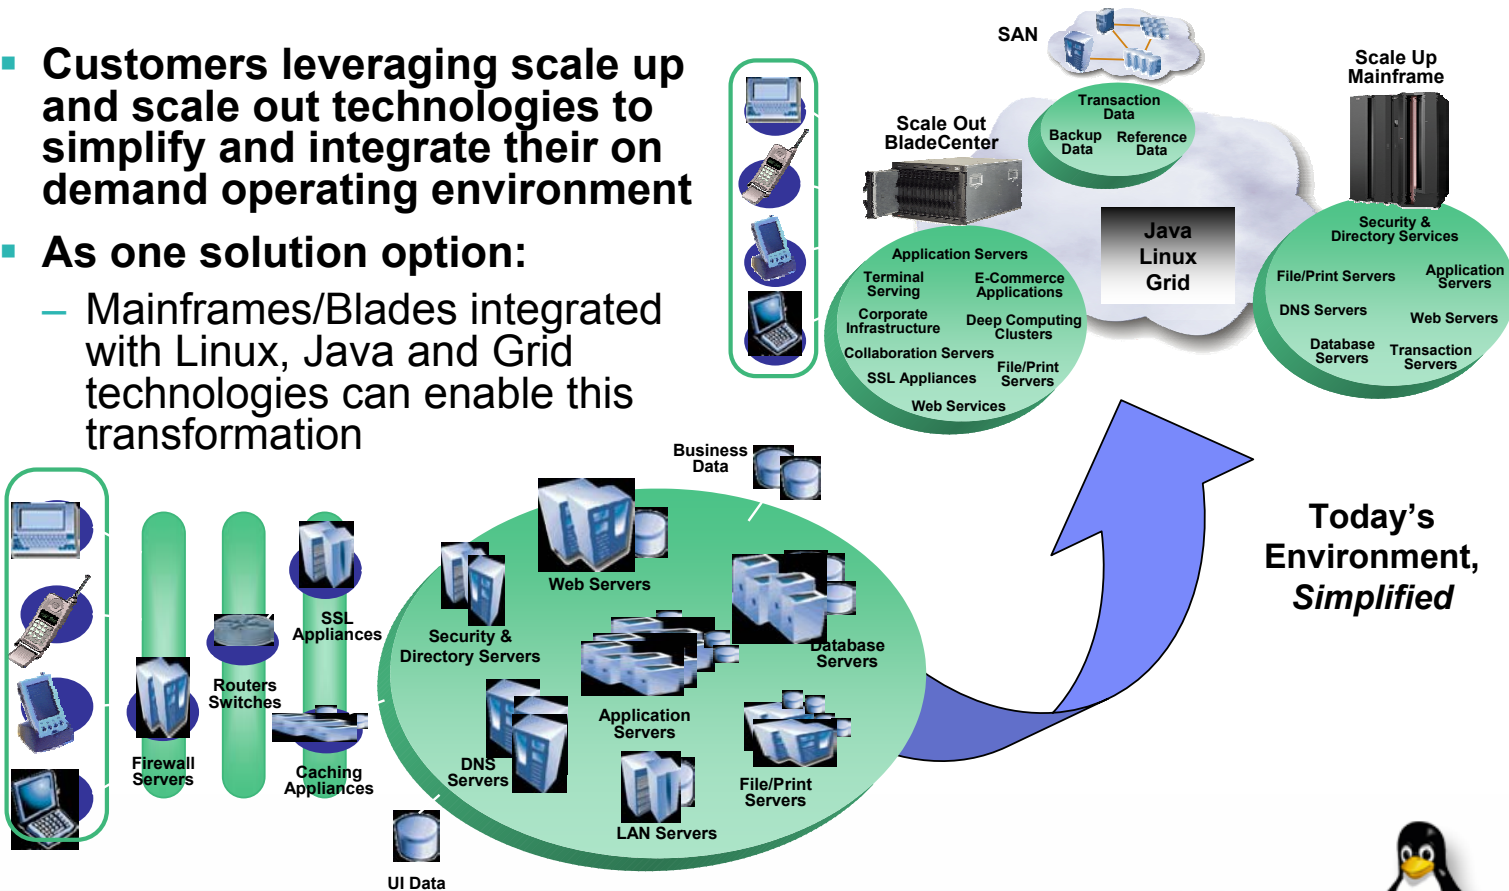 ▪ Customers leveraging scale up
and scale out technologies to
simplify and integrate their on
demand operating environment
▪ As one solution option:
– Mainframes/Blades integrated
with Linux, Java and Grid
technologies can enable this
transformation
SAN
Transaction
Data
Backup
Data
Reference
Data
Scale Out
BladeCenter
Scale Up
Mainframe
Java
Linux
Grid
Application Servers
Terminal
Serving
E-Commerce
Applications
Corporate
Infrastructure
Deep Computing
Clusters
Collaboration Servers
SSL Appliances
File/Print
Servers
Web Services
Security &
Directory Services
File/Print Servers
Application
Servers
DNS Servers
Web Servers
Database
Servers
Transaction
Servers
Today’s
Environment,
Simplified
Business
Data
Web Servers
Security &
Directory Servers
Database
Servers
Application
Servers
DNS
Servers
File/Print
Servers
LAN Servers
UI Data
SSL
Appliances
Routers
Switches
Firewall
Servers
Caching
Appliances